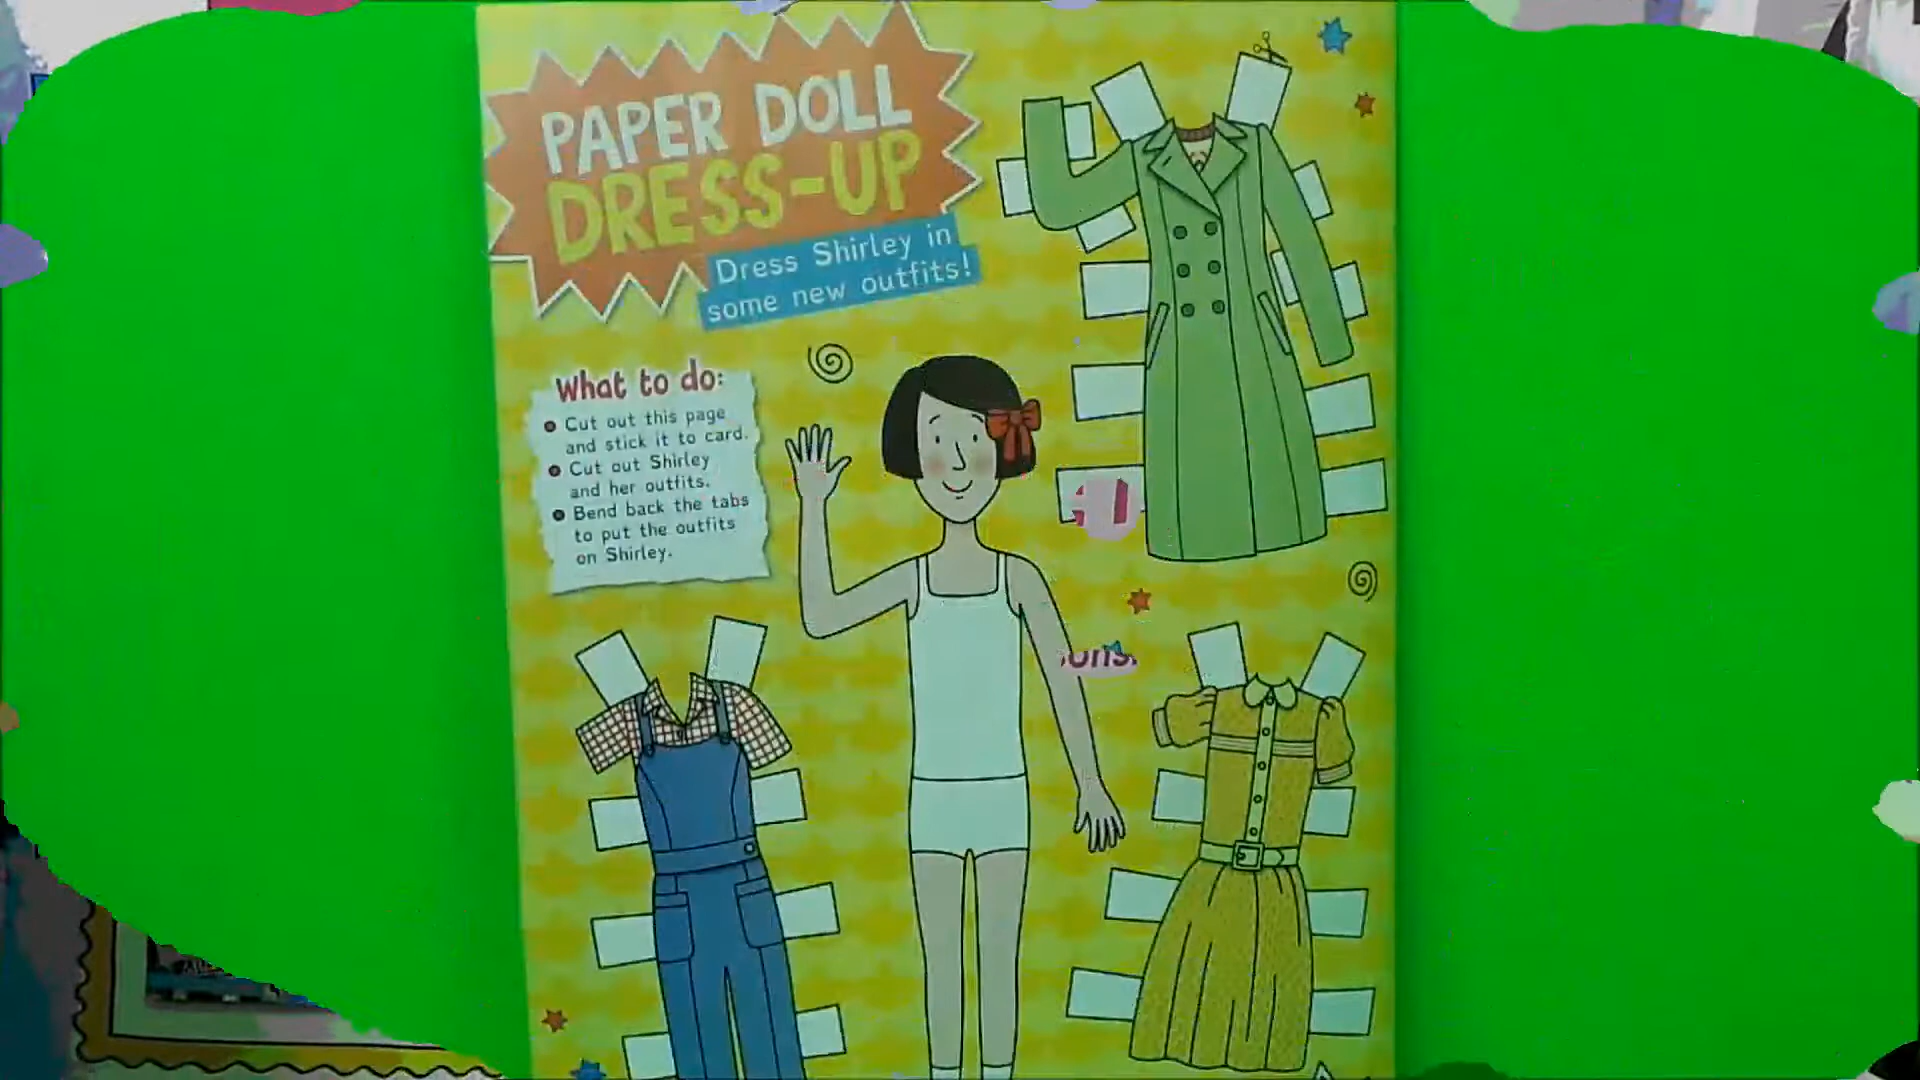 PAPER DOLL
DRESS-UP
Dress Shirley in
some new outfits!
What to do:
Cut out this page
and stick it to card.
Cut out Shirley
and her outfits.
Bend back the tabs
to put the outfits
on Shirley.